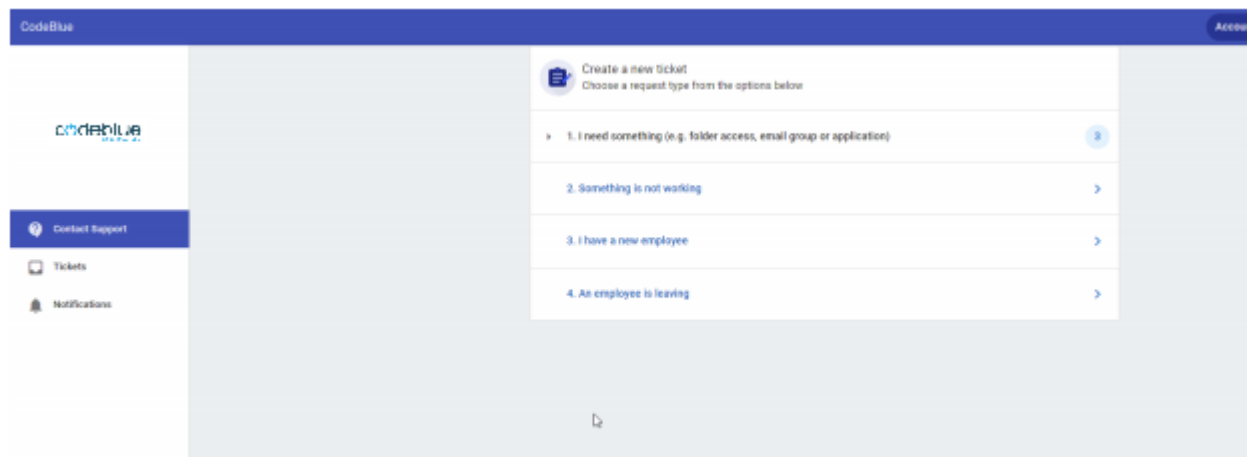 CodeBlue
codeblue
Contact Support
Tickets
Notifications
Create a new ticket
Choose a request type from the options below
1. I need something (e.g. folder access, email group or application)
3
2. Something is not working
3. I have a new employee
4. An employee is leaving